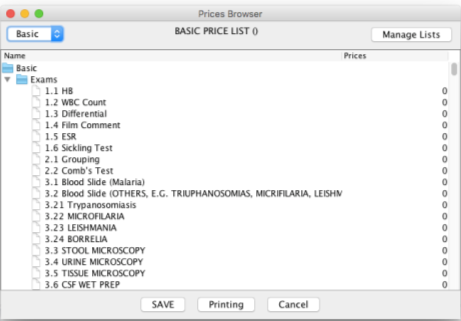 Prices Browser
Basic
BASIC PRICE LIST ()
Manage Lists
Name Prices
Basic
Exams
1.1 HB 0
1.2 WBC Count 0
1.3 Differential 0
1.4 Film Comment 0
1.5 ESR 0
1.6 Sickling Test 0
2.1 Grouping 0
2.2 Comb's Test 0
3.1 Blood Slide (Malaria) 0
3.2 Blood Slide (OTHERS, E.G. TRIUPHANOSOMIAS, MICRIFILARIA, LEISHM 0
3.21 Trypanosomiasis 0
3.22 MICROFILARIA 0
3.23 LEISHMANIA 0
3.24 BORRELIA 0
3.3 STOOL MICROSCOPY 0
3.4 URINE MICROSCOPY 0
3.5 TISSUE MICROSCOPY 0
3.6 CSF WET PREP 0
SAVE Printing Cancel